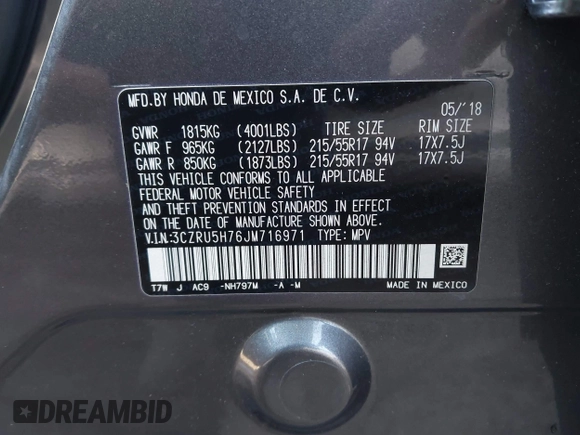 MFD.BY HONDA DE MEXICO S.A. DE C.V.
05/'18
GVWR 1815KG (4001LBS) TIRE SIZE RIM SIZE
GAWR F 965KG (2127LBS) 215/55R17 94V 17X7.5J
GAWR R 850KG (1873LBS) 215/55R17 94V 17X7.5J
THIS VEHICLE CONFORMS TO ALL APPLICABLE
FEDERAL MOTOR VEHICLE SAFETY
AND THEFT PREVENTION STANDARDS IN EFFECT
ON THE DATE OF MANUFACTURE SHOWN ABOVE.
V.I.N:3CZRU5H76JM716971 TYPE: MPV
T7W J AC9 -NH797M -A -M MADE IN MEXICO
DREAMBID